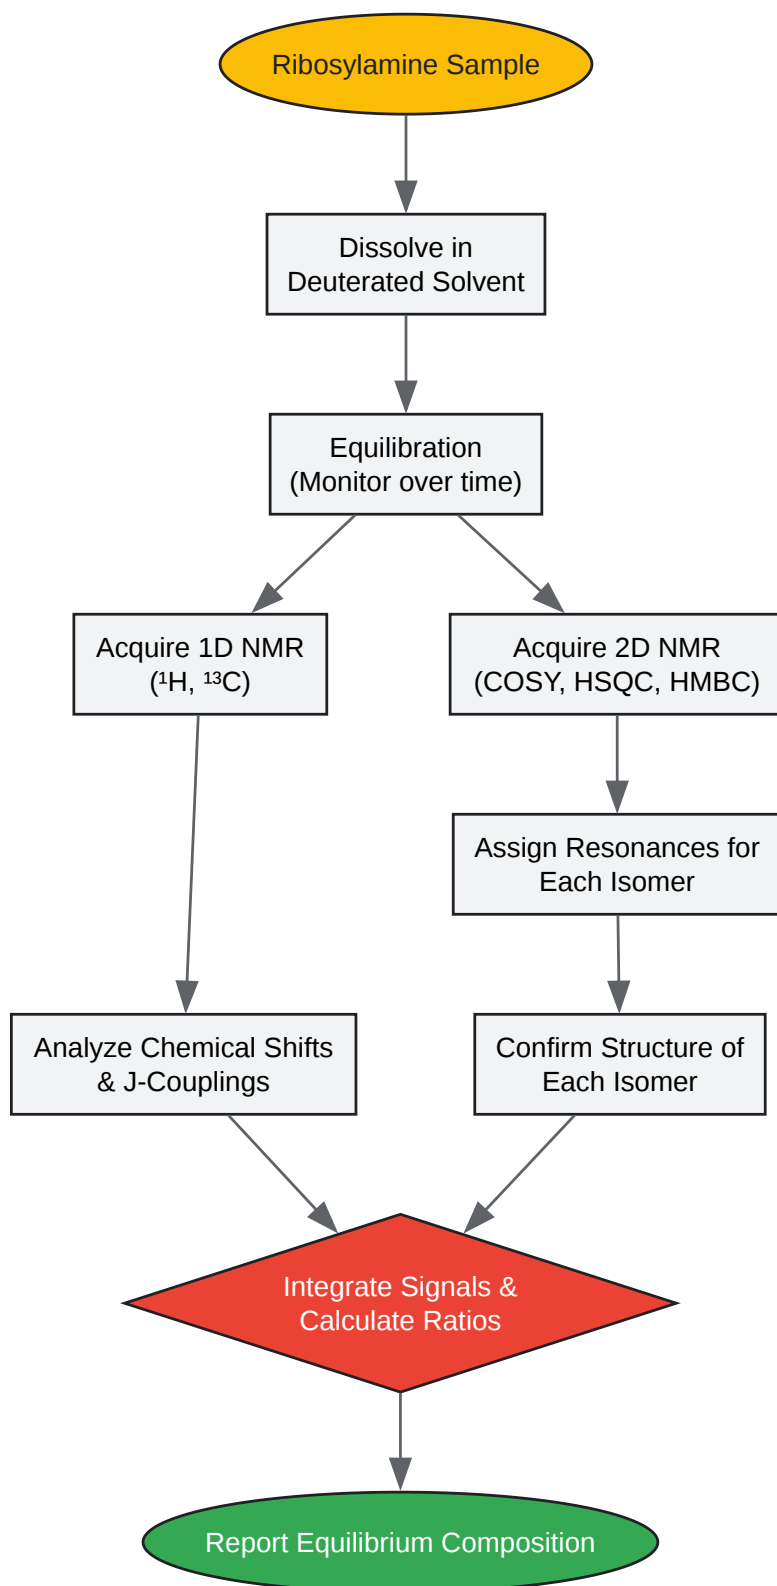 Ribosylamine Sample
Dissolve in
Deuterated Solvent
Equilibration
(Monitor over time)
Acquire 1D NMR
(¹H, ¹³C)
Acquire 2D NMR
(COSY, HSQC, HMBC)
Assign Resonances for
Each Isomer
Analyze Chemical Shifts
& J-Couplings
Confirm Structure of
Each Isomer
Integrate Signals &
Calculate Ratios
Report Equilibrium Composition